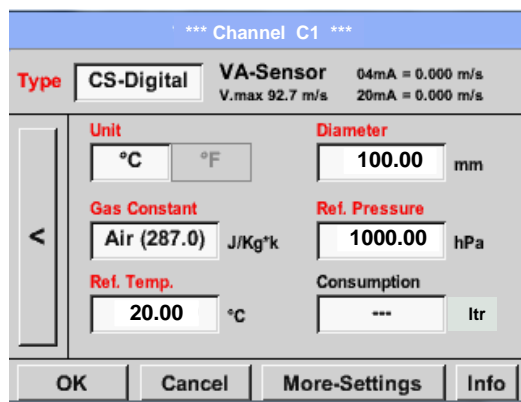 *** Channel C1 ***
Type CS-Digital VA-Sensor 04mA = 0.000 m/s
V.max 92.7 m/s 20mA = 0.000 m/s
Unit Diameter
°C °F 100.00 mm
Gas Constant Ref. Pressure
< Air (287.0) J/Kg*k 1000.00 hPa
Ref. Temp. Consumption
20.00 °C --- ltr
OK Cancel More-Settings Info